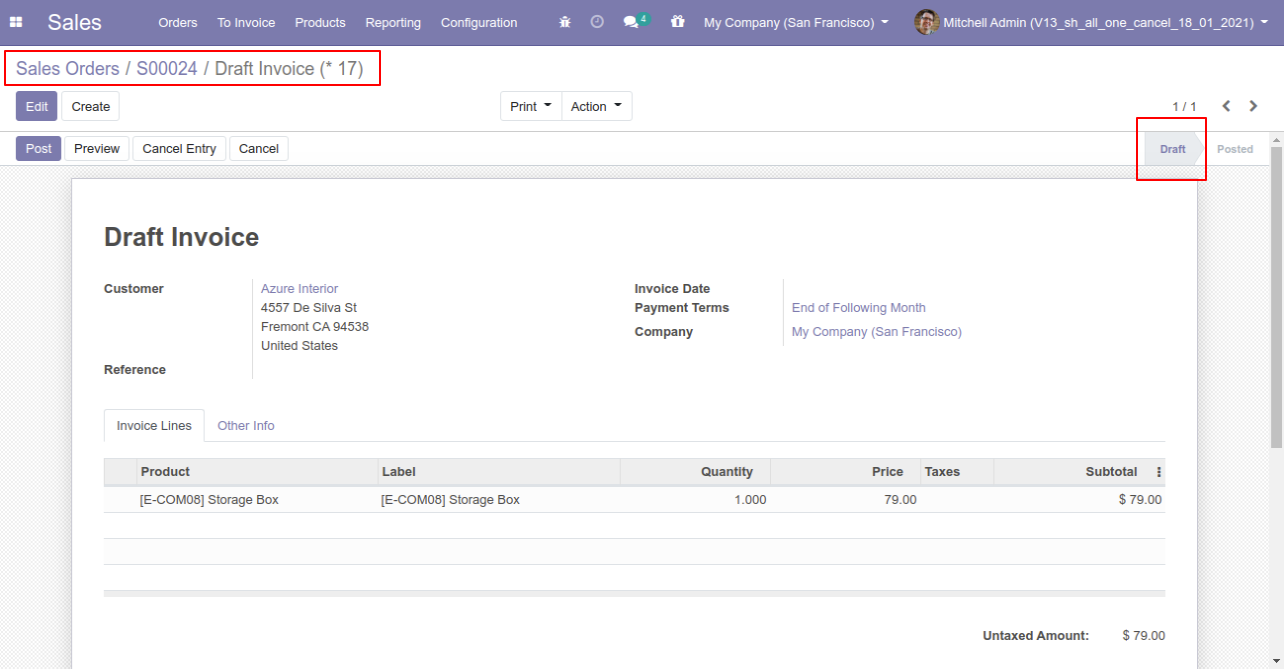 Sales Orders To Invoice Products Reporting Configuration 4 My Company (San Francisco) Mitchell Admin (V13_sh_all_one_cancel_18_01_2021)
Sales Orders / S00024 / Draft Invoice (* 17)
Edit Create Print Action 1 / 1
Post Preview Cancel Entry Cancel Draft Posted
Draft Invoice
Customer Azure Interior Invoice Date
4557 De Silva St Payment Terms End of Following Month
Fremont CA 94538 Company My Company (San Francisco)
United States
Reference
Invoice Lines Other Info
Product Label Quantity Price Taxes Subtotal
[E-COM08] Storage Box [E-COM08] Storage Box 1.000 79.00 $ 79.00
Untaxed Amount: $ 79.00